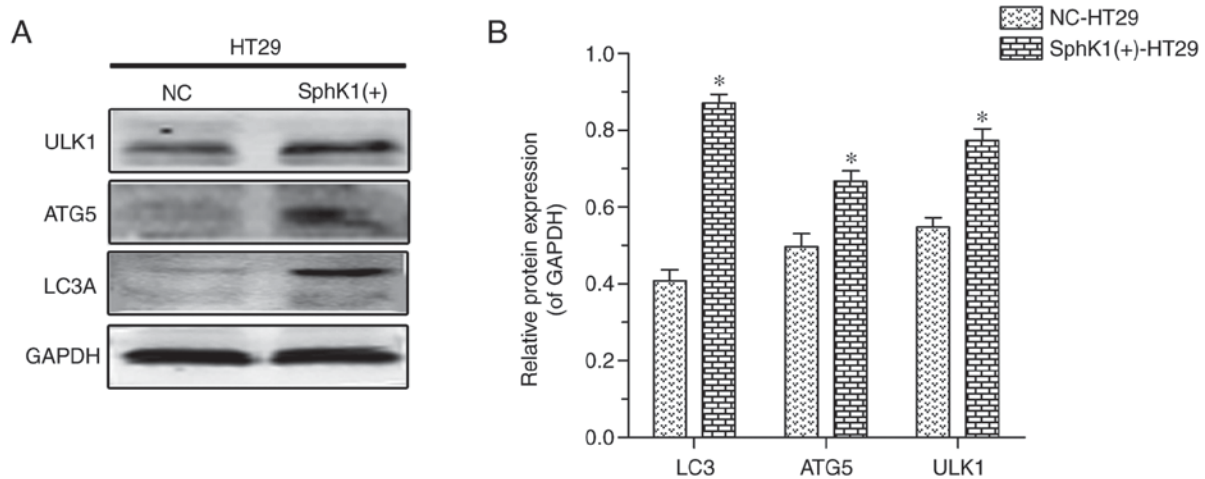 A
HT29
NC SphK1(+)
ULK1
ATG5
LC3A
GAPDH
B
NC-HT29
SphK1(+)-HT29
Relative protein expression
(of GAPDH)
1.0
0.8
0.6
0.4
0.2
0.0
*
*
*
LC3 ATG5 ULK1